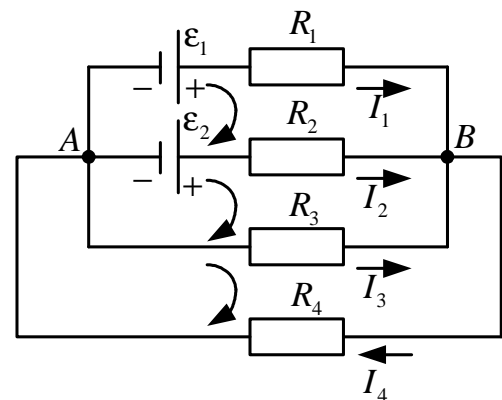 ε₁ R₁
− +
I₁
ε₂ R₂
A B
− +
I₂
R₃
I₃
R₄
I₄